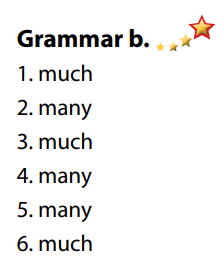 Grammar b.
1. much
2. many
3. much
4. many
5. many
6. much